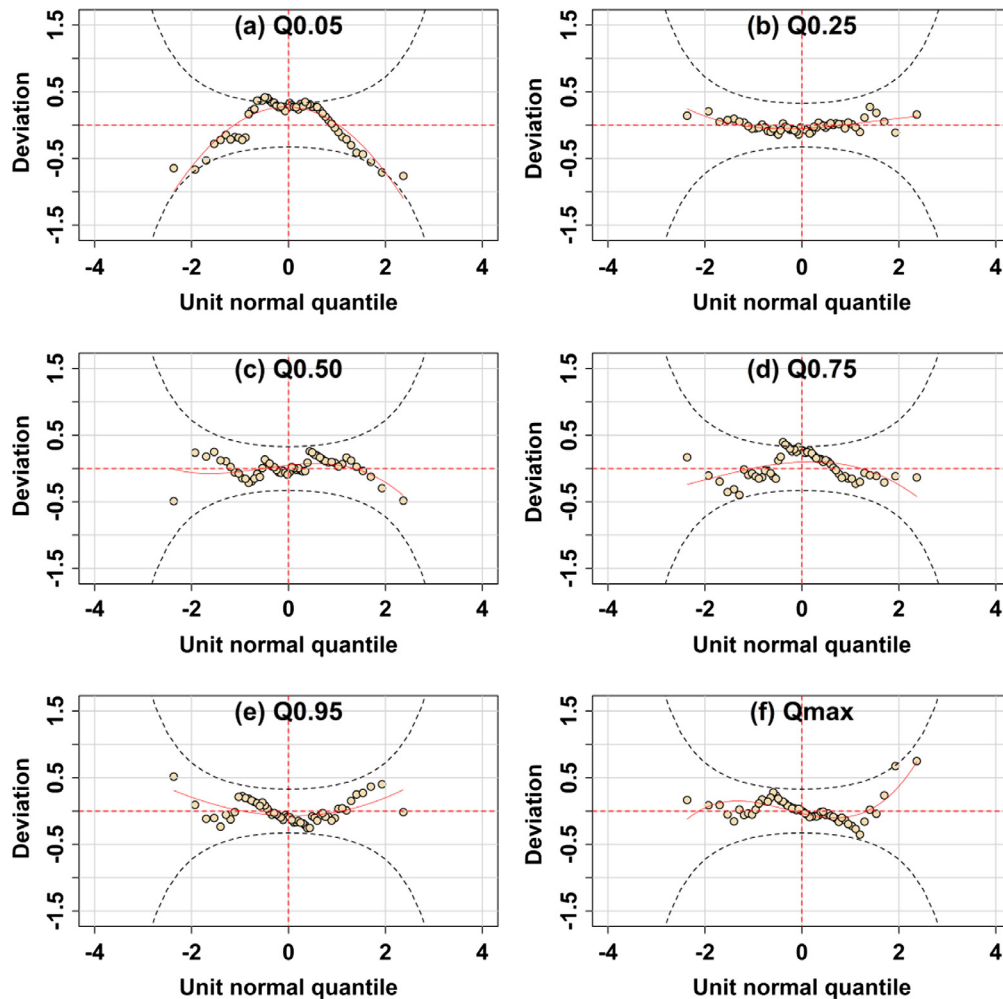 (a) Q0.05
Deviation
1.5
0.5
-0.5
-1.5
-4 -2 0 2 4
Unit normal quantile
(b) Q0.25
Deviation
1.5
0.5
-0.5
-1.5
-4 -2 0 2 4
Unit normal quantile
(c) Q0.50
Deviation
1.5
0.5
-0.5
-1.5
-4 -2 0 2 4
Unit normal quantile
(d) Q0.75
Deviation
1.5
0.5
-0.5
-1.5
-4 -2 0 2 4
Unit normal quantile
(e) Q0.95
Deviation
1.5
0.5
-0.5
-1.5
-4 -2 0 2 4
Unit normal quantile
(f) Qmax
Deviation
1.5
0.5
-0.5
-1.5
-4 -2 0 2 4
Unit normal quantile